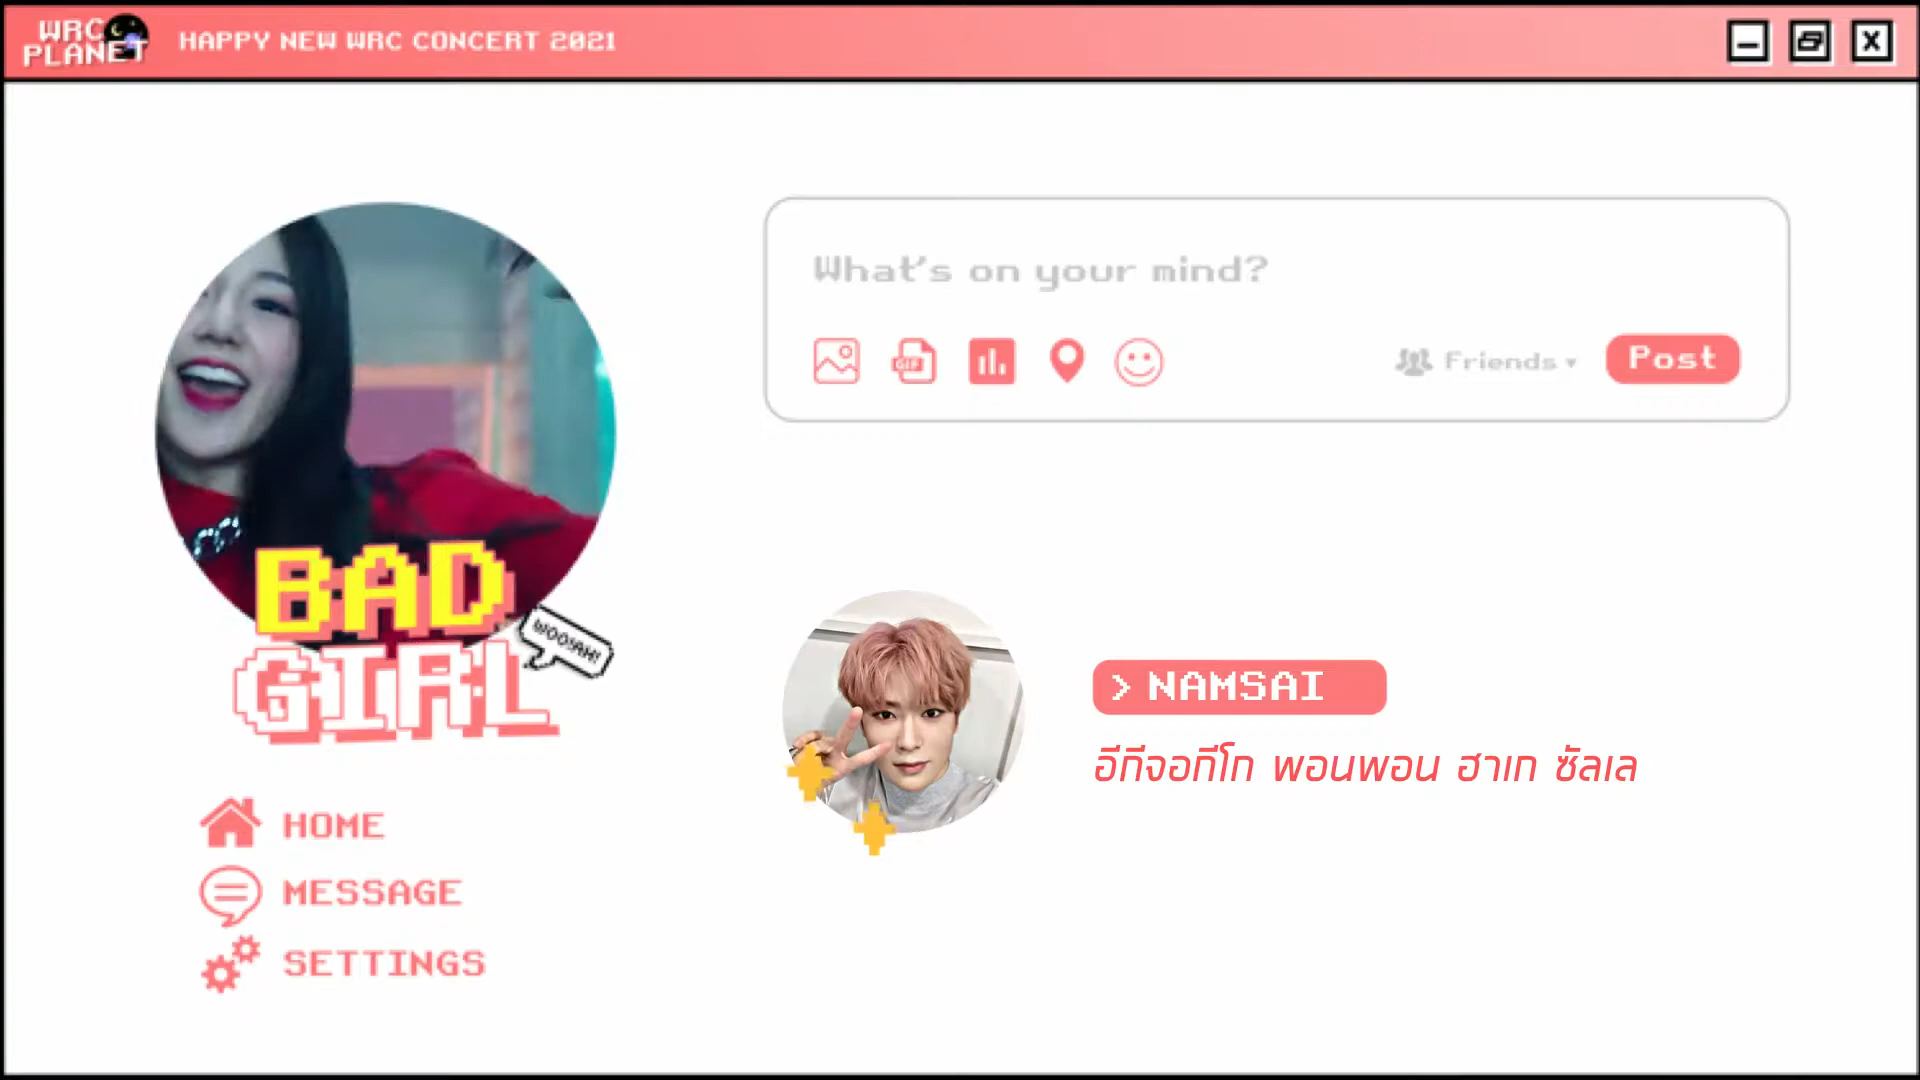 WRC
PLANET
HAPPY NEW WRC CONCERT 2021
What's on your mind?
GIF
Friends
Post
BAD
GIRL
WOO!AH!
> NAMSAI
อีกีจอกีโก พอนพอน ฮาเก ซัลเล
HOME
MESSAGE
SETTINGS